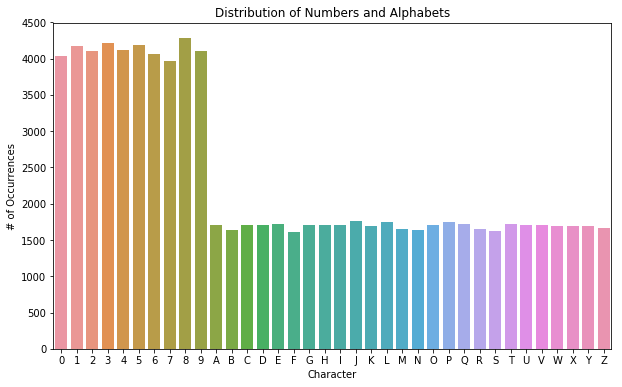 Distribution of Numbers and Alphabets
4500
4000
3500
3000
2500
2000
1500
1000
500
0
# of Occurrences
0 1 2 3 4 5 6 7 8 9 A B C D E F G H I J K L M N O P Q R S T U V W X Y Z
Character